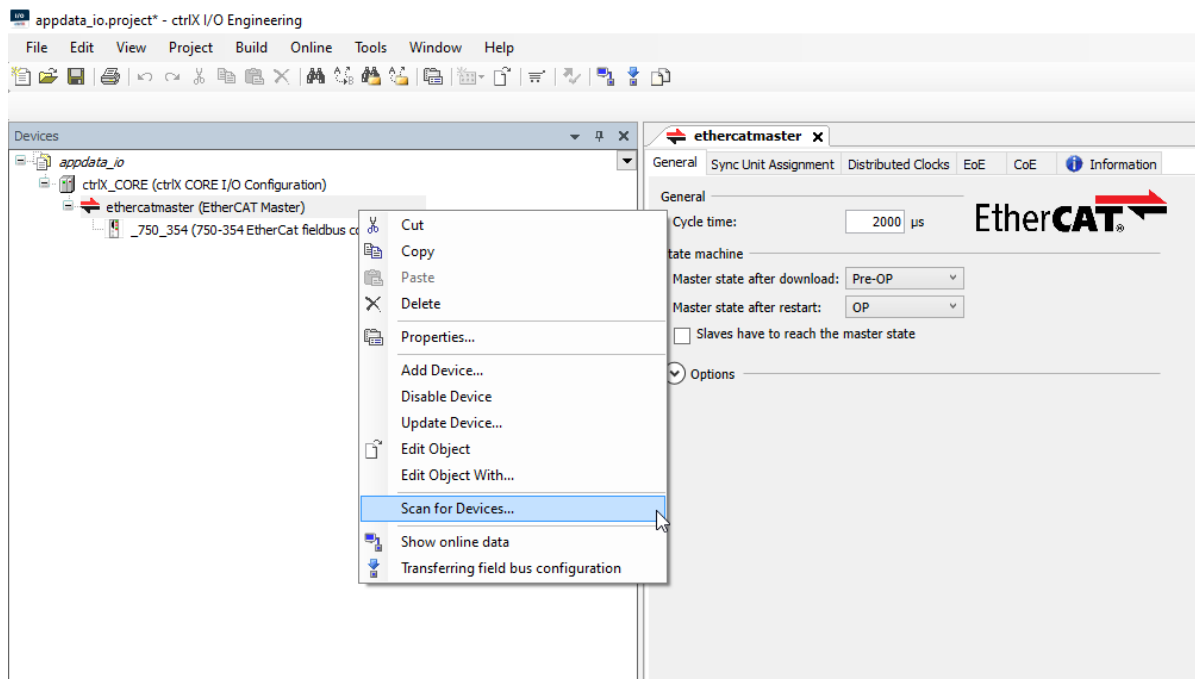 I/O
appdata_io.project* - ctrlX I/O Engineering
File Edit View Project Build Online Tools Window Help
Devices
appdata_io
ctrlX_CORE (ctrlX CORE I/O Configuration)
ethercatmaster (EtherCAT Master)
_750_354 (750-354 EtherCat fieldbus
Cut
Copy
Paste
Delete
Properties...
Add Device...
Disable Device
Update Device...
Edit Object
Edit Object With...
Scan for Devices...
Show online data
Transferring field bus configuration
ethercatmaster
General Sync Unit Assignment Distributed Clocks EoE CoE Information
General
Cycle time: 2000 µs
EtherCAT®
tate machine
Master state after download: Pre-OP
Master state after restart: OP
Slaves have to reach the master state
Options